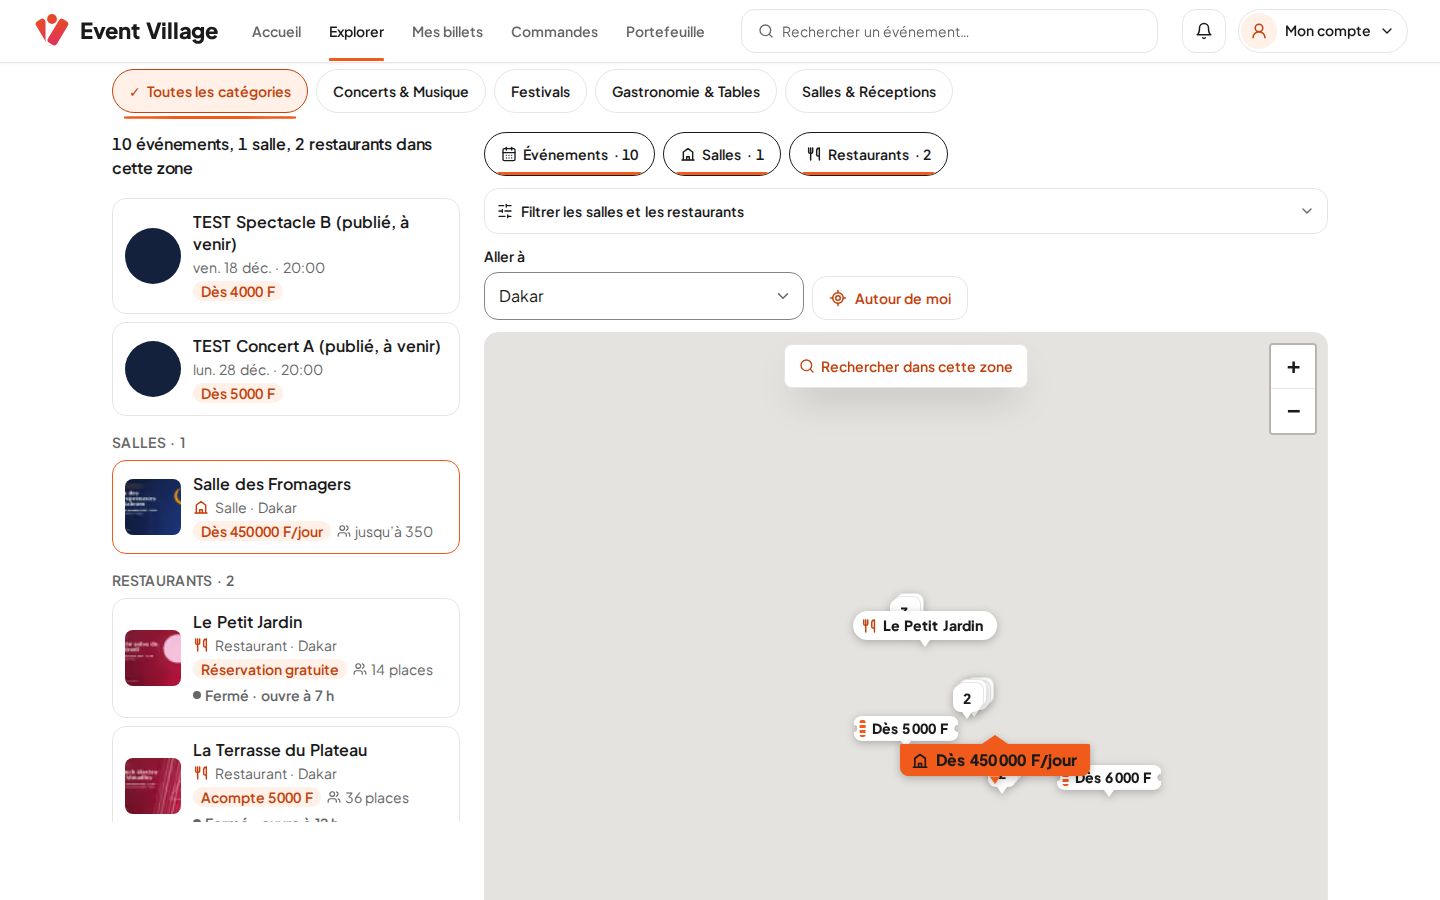 Event Village
Accueil
Explorer
Mes billets
Commandes
Portefeuille
Rechercher un événement...
Mon compte
✓ Toutes les catégories
Concerts & Musique
Festivals
Gastronomie & Tables
Salles & Réceptions
10 événements, 1 salle, 2 restaurants dans
cette zone
TEST Spectacle B (publié, à
venir)
ven. 18 déc. · 20:00
Dès 4000 F
TEST Concert A (publié, à venir)
lun. 28 déc. · 20:00
Dès 5000 F
SALLES · 1
Salle des Fromagers
Salle · Dakar
Dès 450000 F/jour
jusqu'à 350
RESTAURANTS · 2
Le Petit Jardin
Restaurant · Dakar
Réservation gratuite
14 places
Fermé · ouvre à 7 h
La Terrasse du Plateau
Restaurant · Dakar
Acompte 5000 F
36 places
Événements · 10
Salles · 1
Restaurants · 2
Filtrer les salles et les restaurants
Aller à
Dakar
Autour de moi
Rechercher dans cette zone
+
−
Le Petit Jardin
2
Dès 5 000 F
Dès 450 000 F/jour
Dès 6 000 F